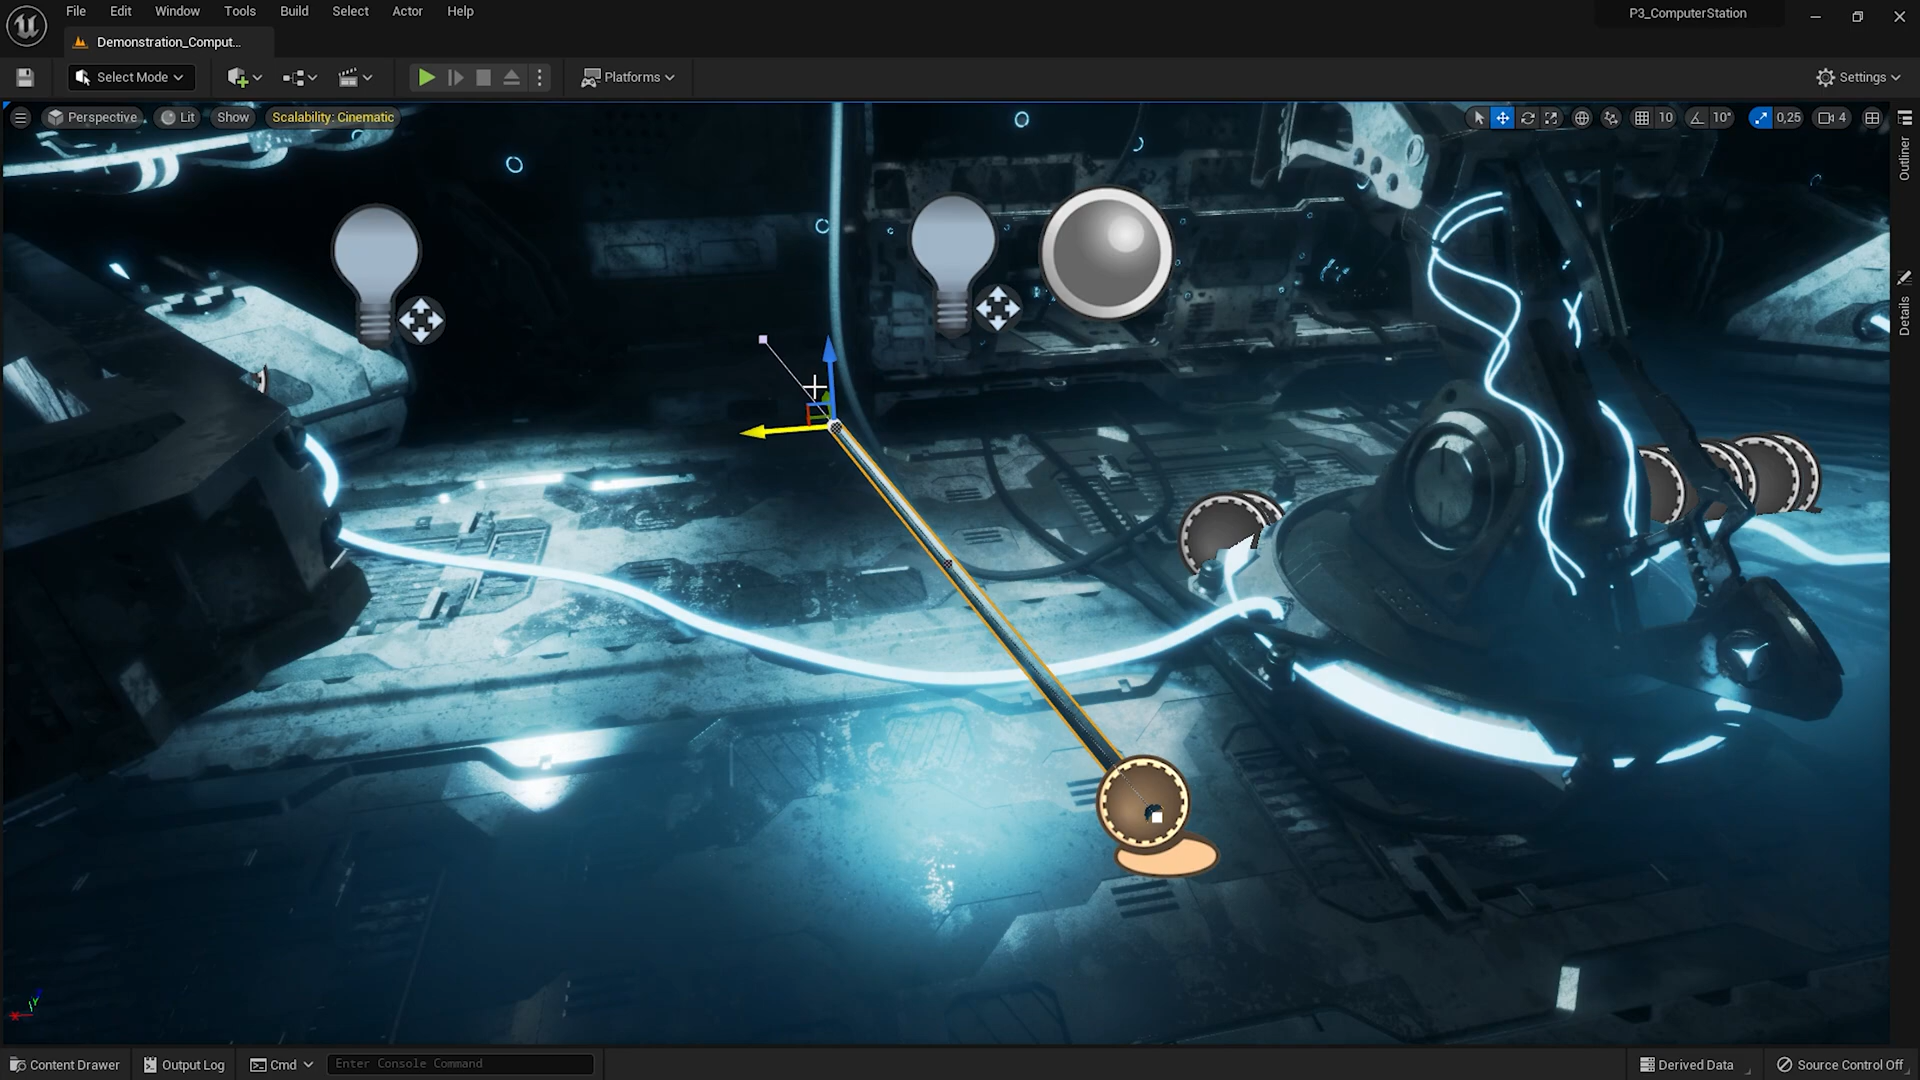 File Edit Window Tools Build Select Actor Help
P3_ComputerStation
Demonstration_Comput...
Select Mode
Platforms
Settings
Perspective Lit Show Scalability: Cinematic
10 10° 0,25 4
Outliner
Details
Content Drawer Output Log Cmd Enter Console Command Derived Data Source Control Off